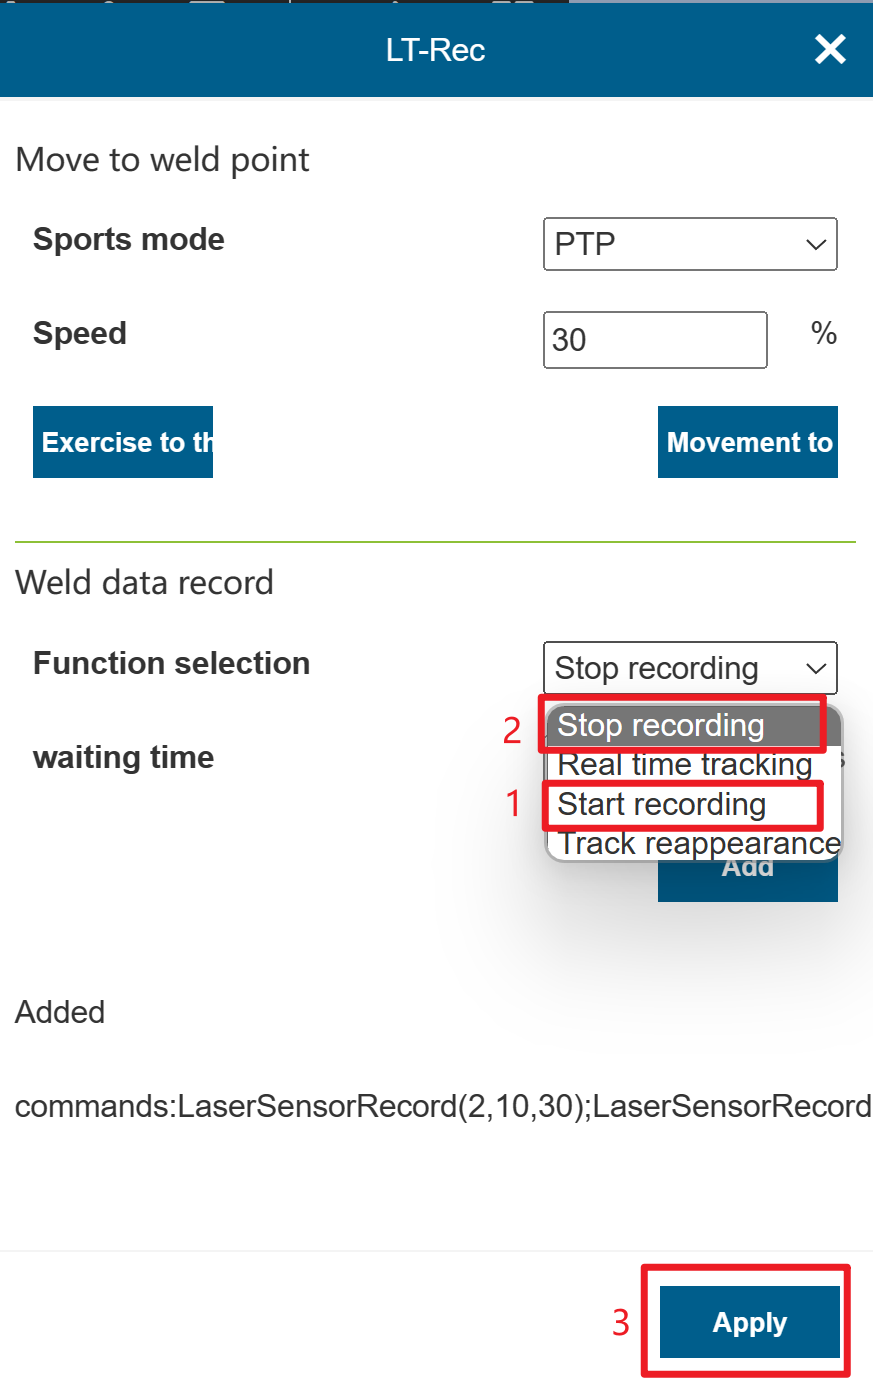 LT-Rec
Move to weld point
Sports mode
PTP
Speed
30
%
Exercise to th
Movement to
Weld data record
Function selection
Stop recording
2
Stop recording
waiting time
Real time tracking
1
Start recording
Track reappearance
Add
Added
commands:LaserSensorRecord(2,10,30);LaserSensorRecord
3
Apply